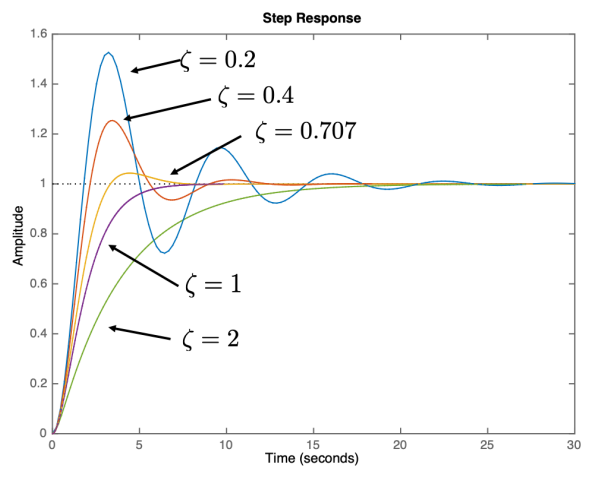 Step Response
1.6
1.4
1.2
1
0.8
0.6
0.4
0.2
0
Amplitude
ζ = 0.2
ζ = 0.4
ζ = 0.707
ζ = 1
ζ = 2
0 5 10 15 20 25 30
Time (seconds)